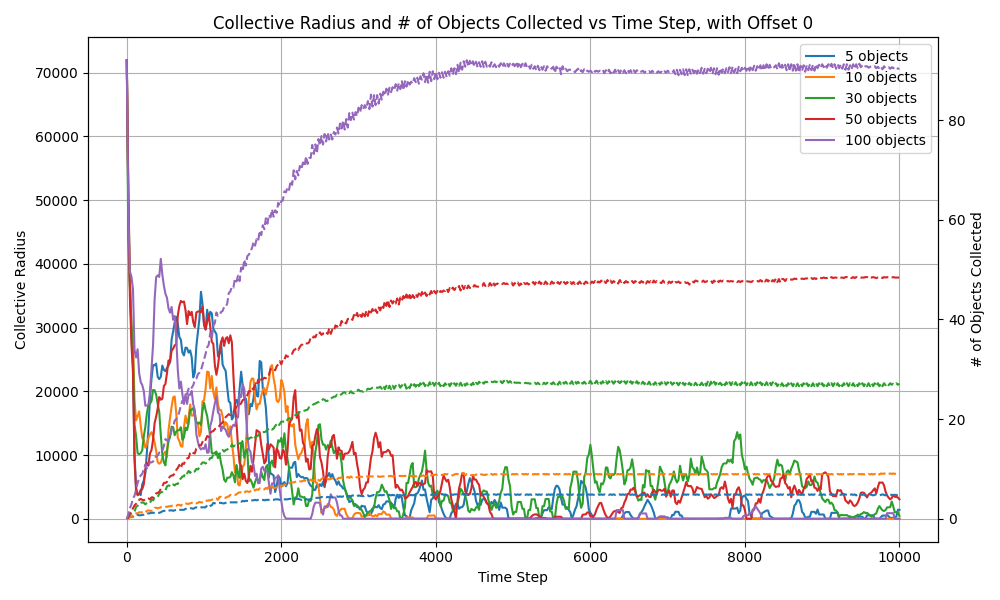 Collective Radius and # of Objects Collected vs Time Step, with Offset 0
Collective Radius
70000
60000
50000
40000
30000
20000
10000
0
5 objects
10 objects
30 objects
50 objects
100 objects
80
60
40
20
0
# of Objects Collected
0
2000
4000
6000
8000
10000
Time Step